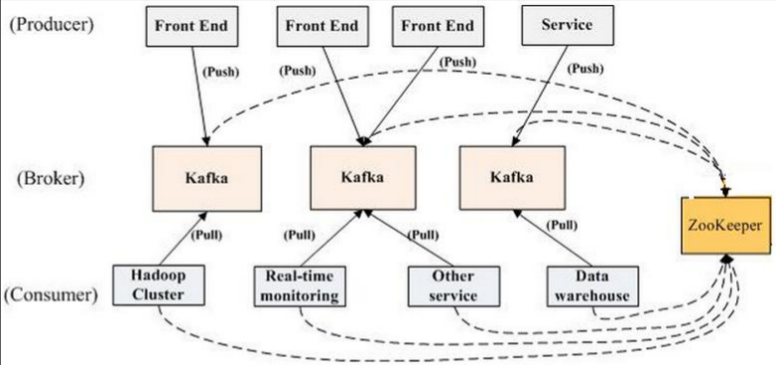 (Producer)
Front End
Front End
Front End
Service
(Push)
(Push)
(Push)
(Push)
(Broker)
Kafka
Kafka
Kafka
ZooKeeper
(Pull)
(Pull)
(Pull)
(Pull)
(Consumer)
Hadoop
Cluster
Real-time
monitoring
Other
service
Data
warehouse